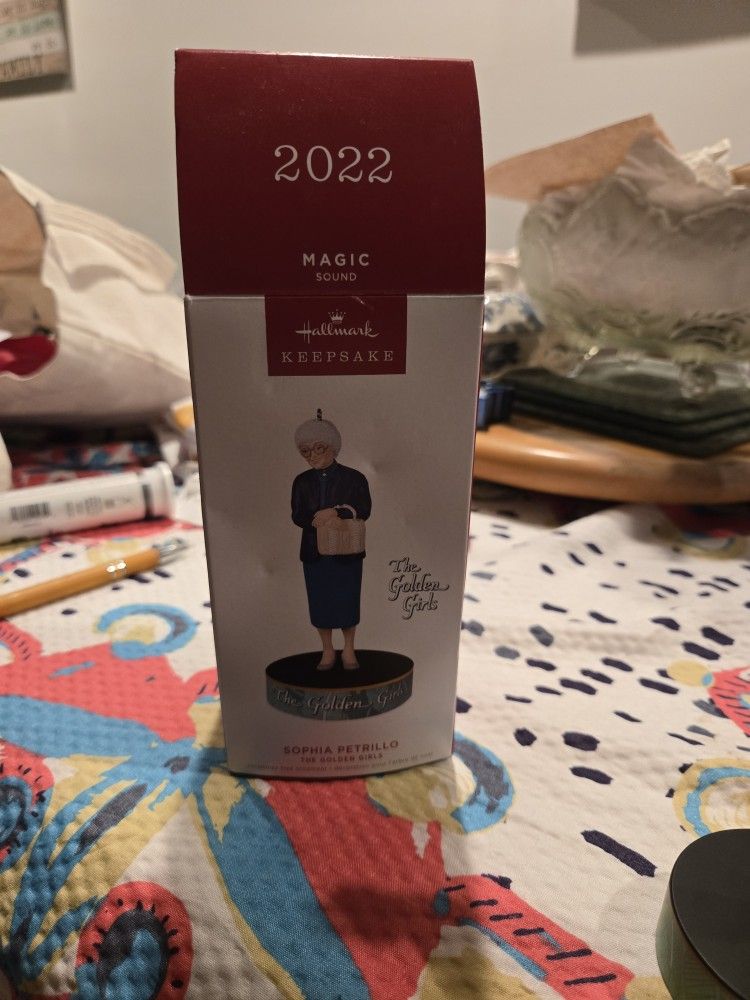 2022
MAGIC
SOUND
Hallmark
KEEPSAKE
The
Golden
Girls
The Golden Girls
SOPHIA PETRILLO
THE GOLDEN GIRLS